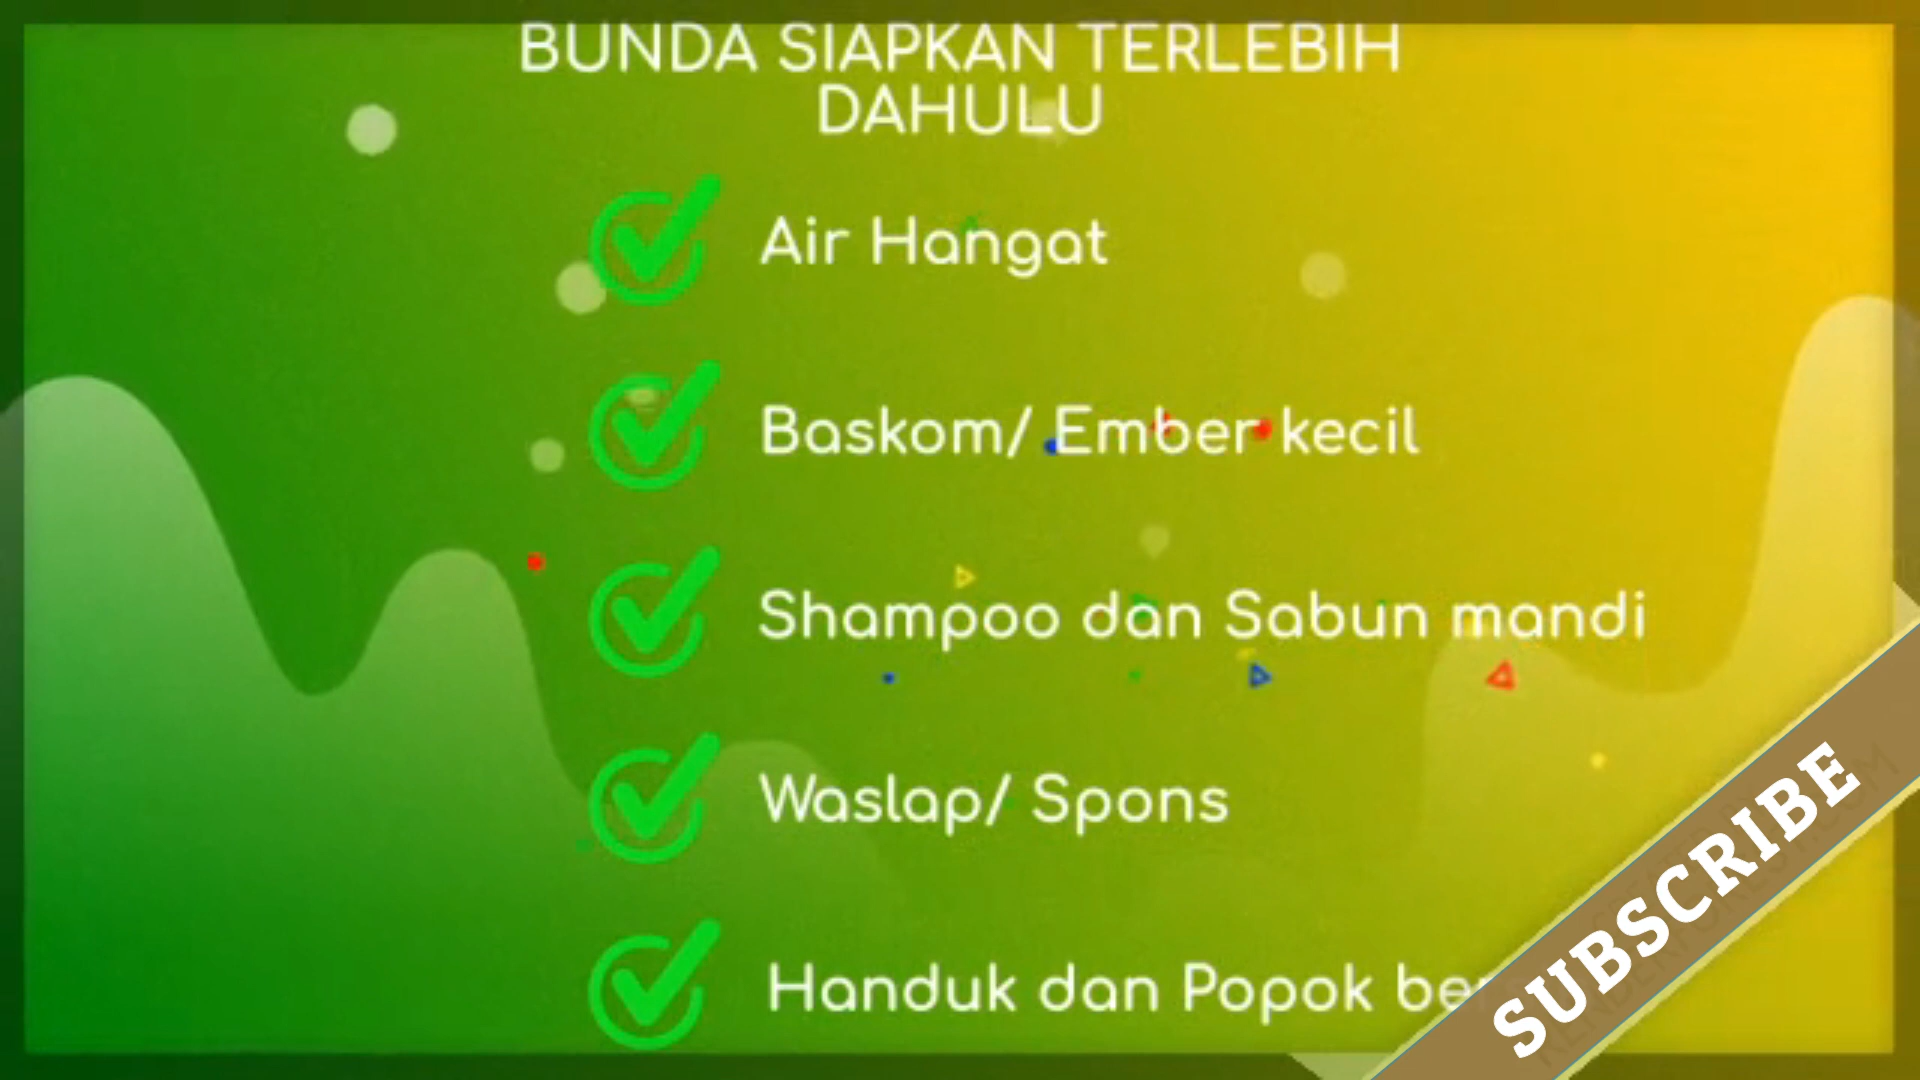 BUNDA SIAPKAN TERLEBIH
DAHULU
Air Hangat
Baskom/ Ember kecil
Shampoo dan Sabun mandi
Waslap/ Spons
Handuk dan Popok
SUBSCRIBE